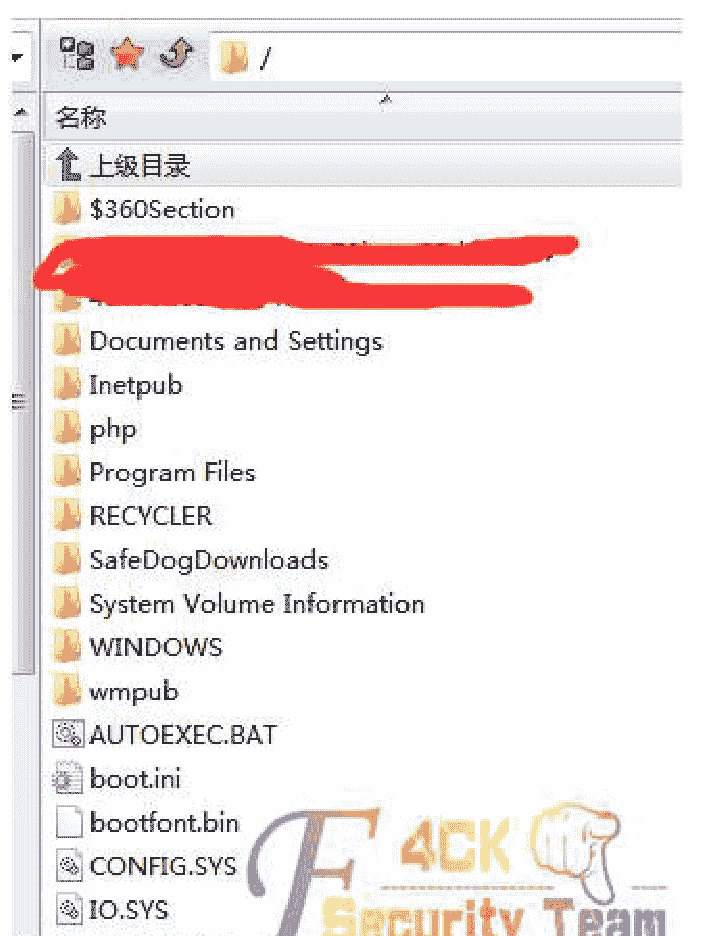 /
名称
上级目录
$360Section
Documents and Settings
Inetpub
php
Program Files
RECYCLER
SafeDogDownloads
System Volume Information
WINDOWS
wmpub
AUTOEXEC.BAT
boot.ini
bootfont.bin
CONFIG.SYS
IO.SYS
F4CK
Security Team